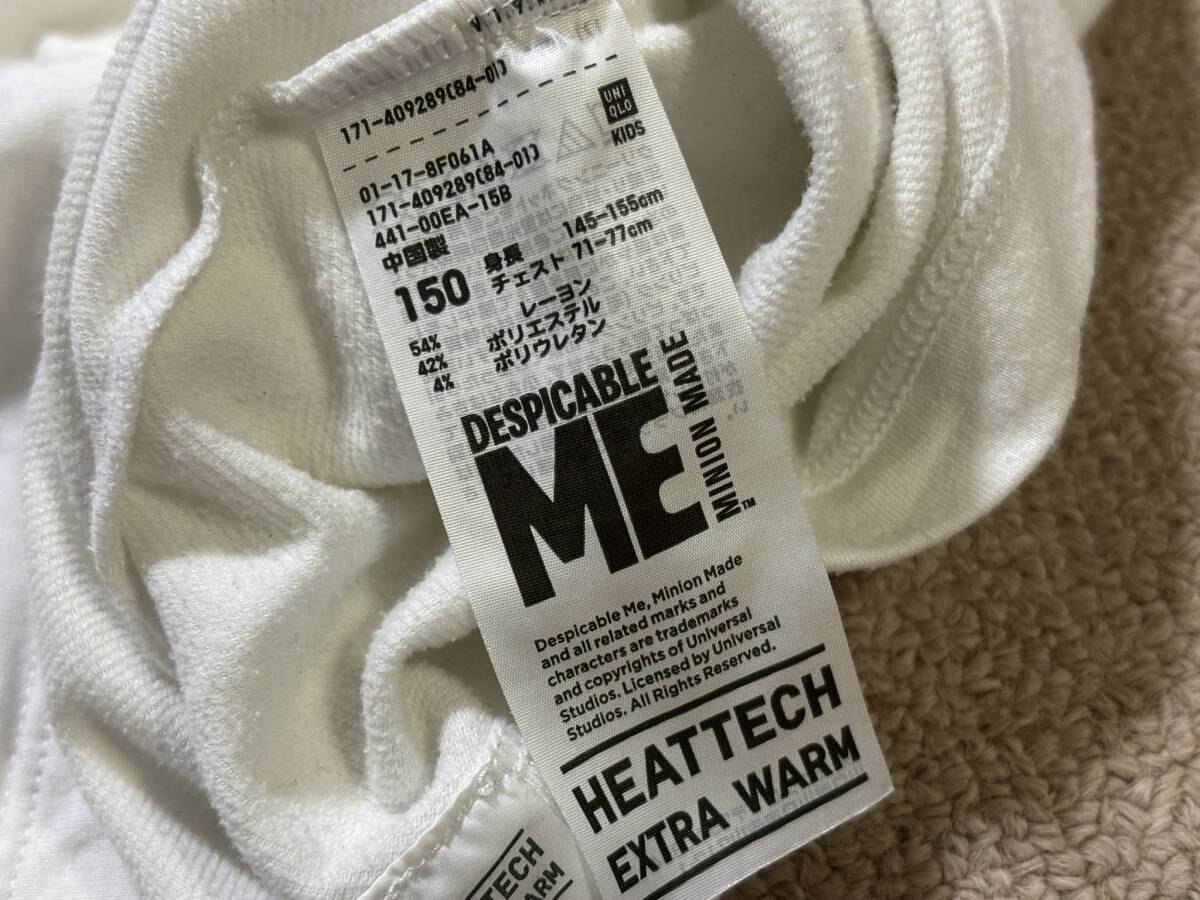 171-409289(84-01)
UNI
QLO
KIDS
01-17-8F061A
171-409289(84-01)
441-00EA-15B
中国製
150 身長 145-155cm
チェスト 71-77cm
54% レーヨン
42% ポリエステル
4% ポリウレタン
DESPICABLE
ME
MINION MADE
™
Despicable Me, Minion Made
and all related marks and
characters are trademarks
and copyrights of Universal
Studios. Licensed by Universal
Studios. All Rights Reserved.
HEATTECH
EXTRA WARM
TECH
ARM